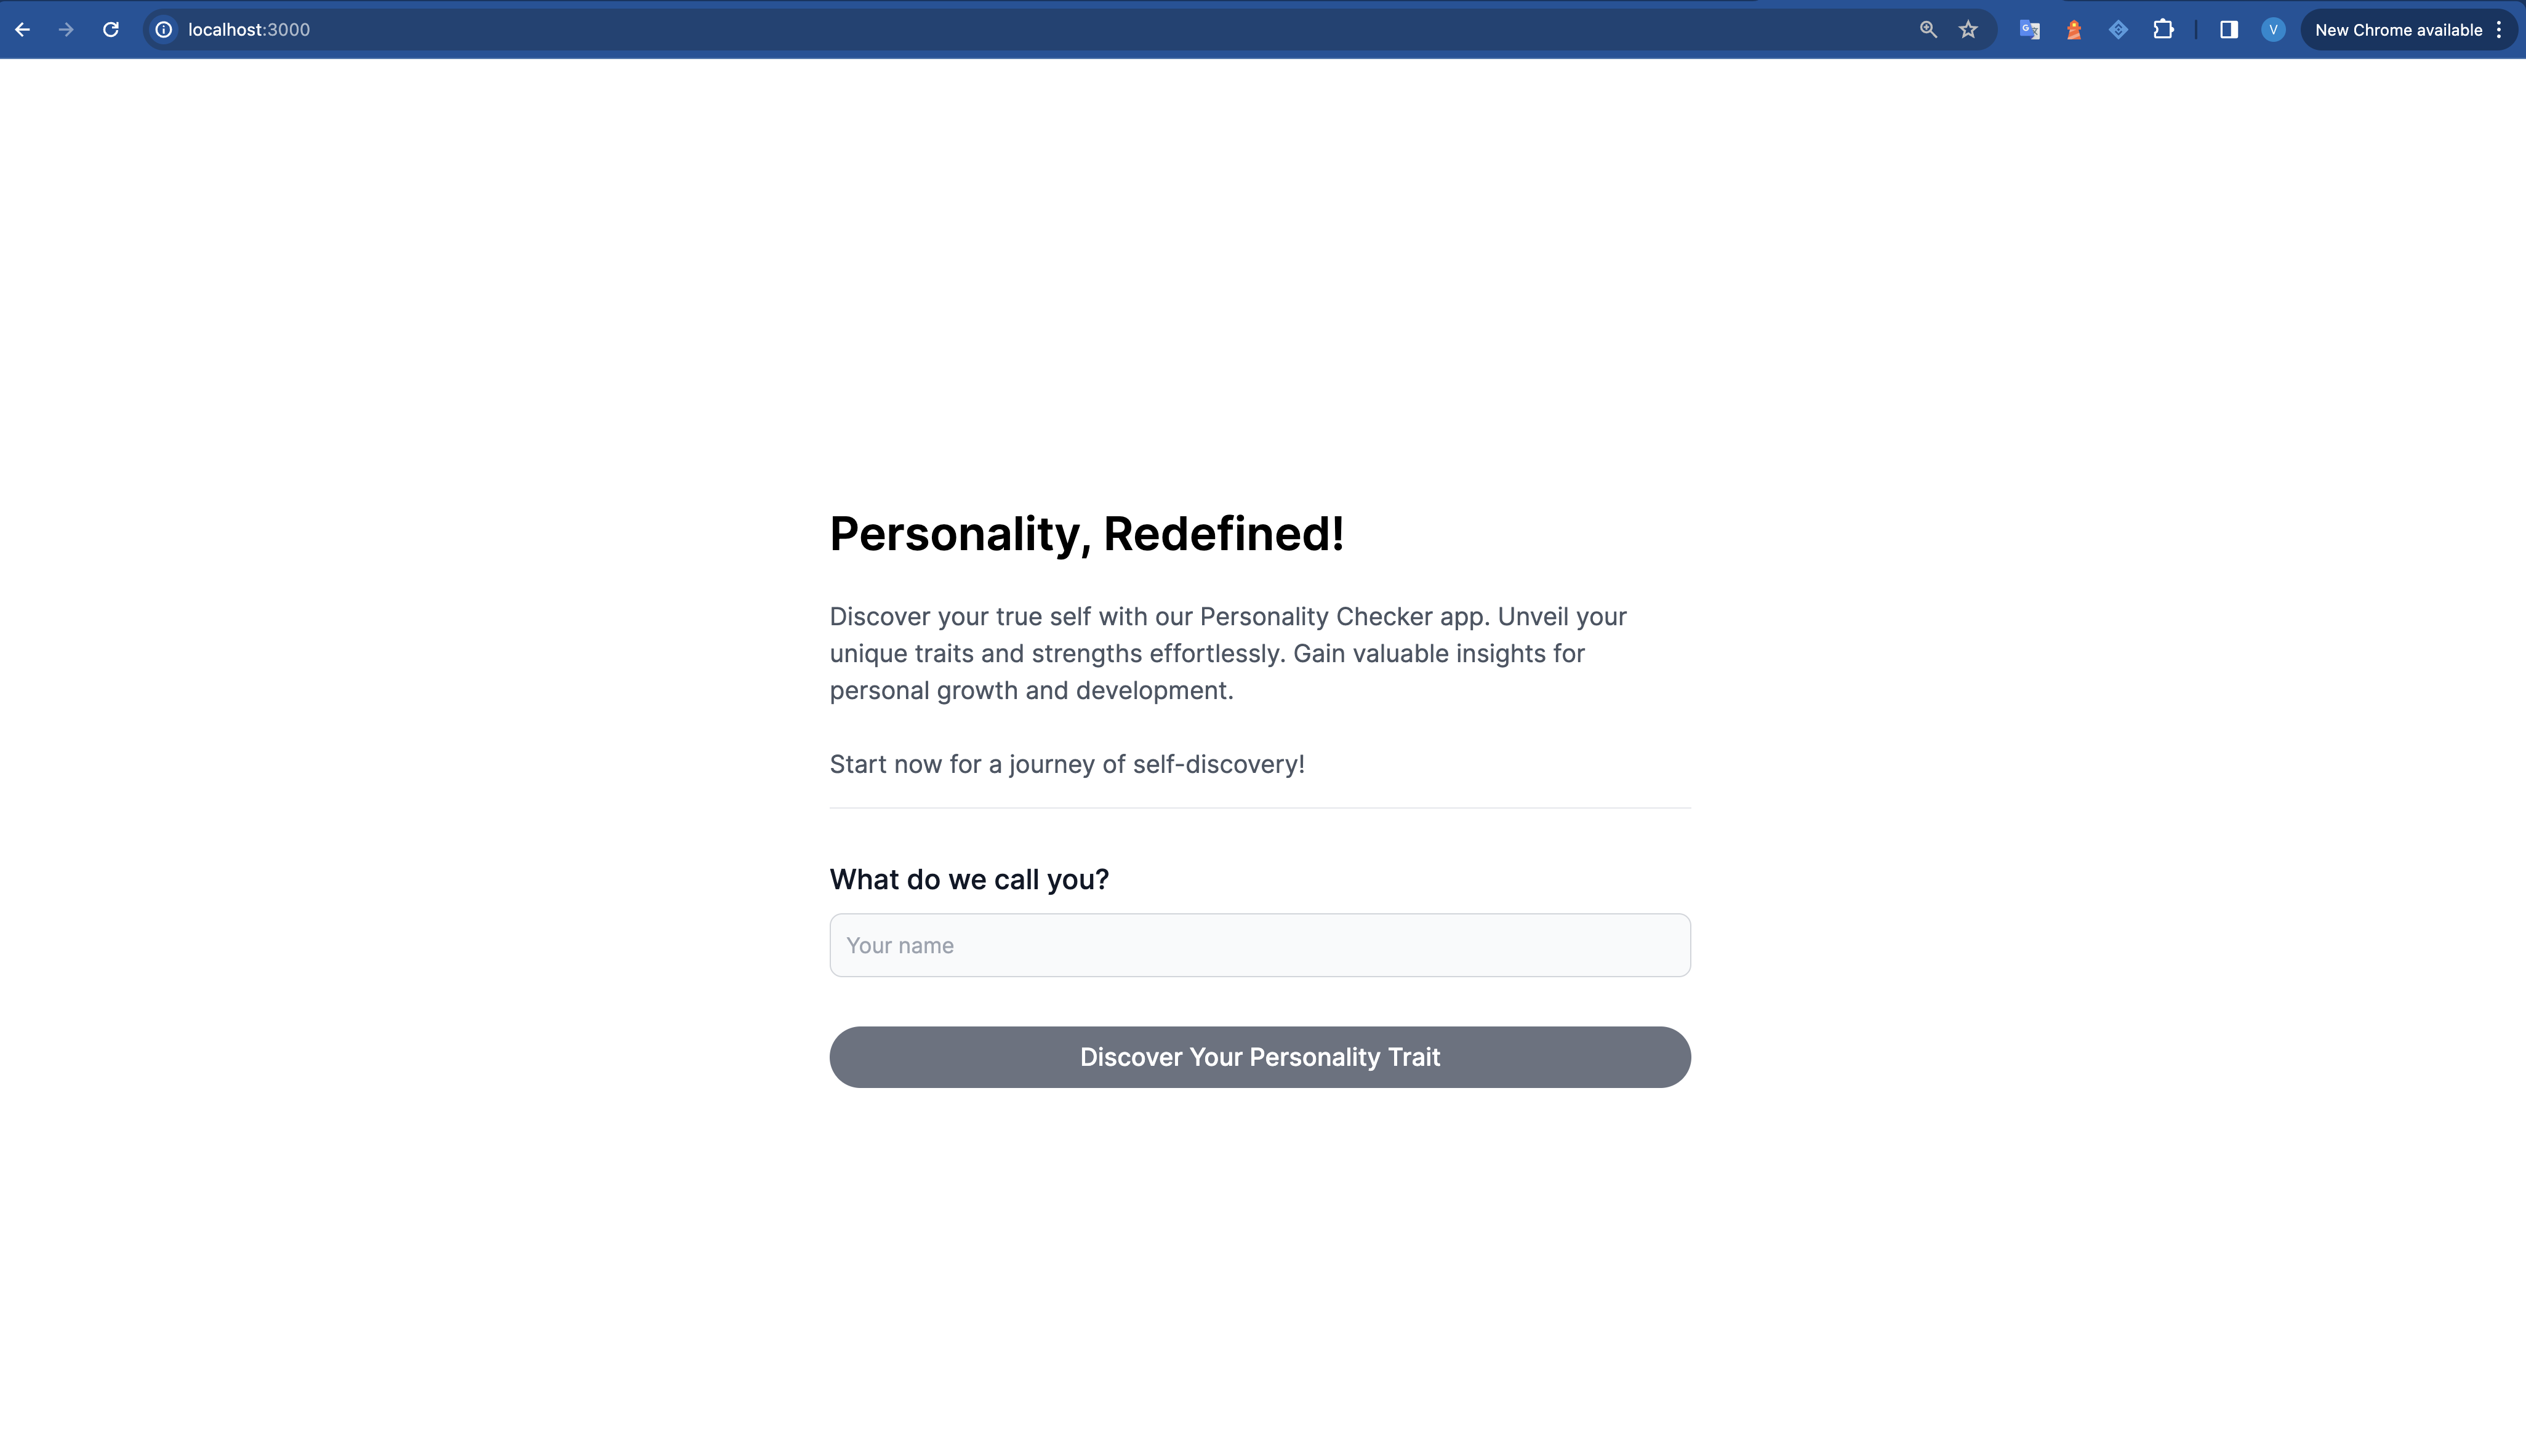 localhost:3000
V
New Chrome available
Personality, Redefined!
Discover your true self with our Personality Checker app. Unveil your
unique traits and strengths effortlessly. Gain valuable insights for
personal growth and development.
Start now for a journey of self-discovery!
What do we call you?
Your name
Discover Your Personality Trait